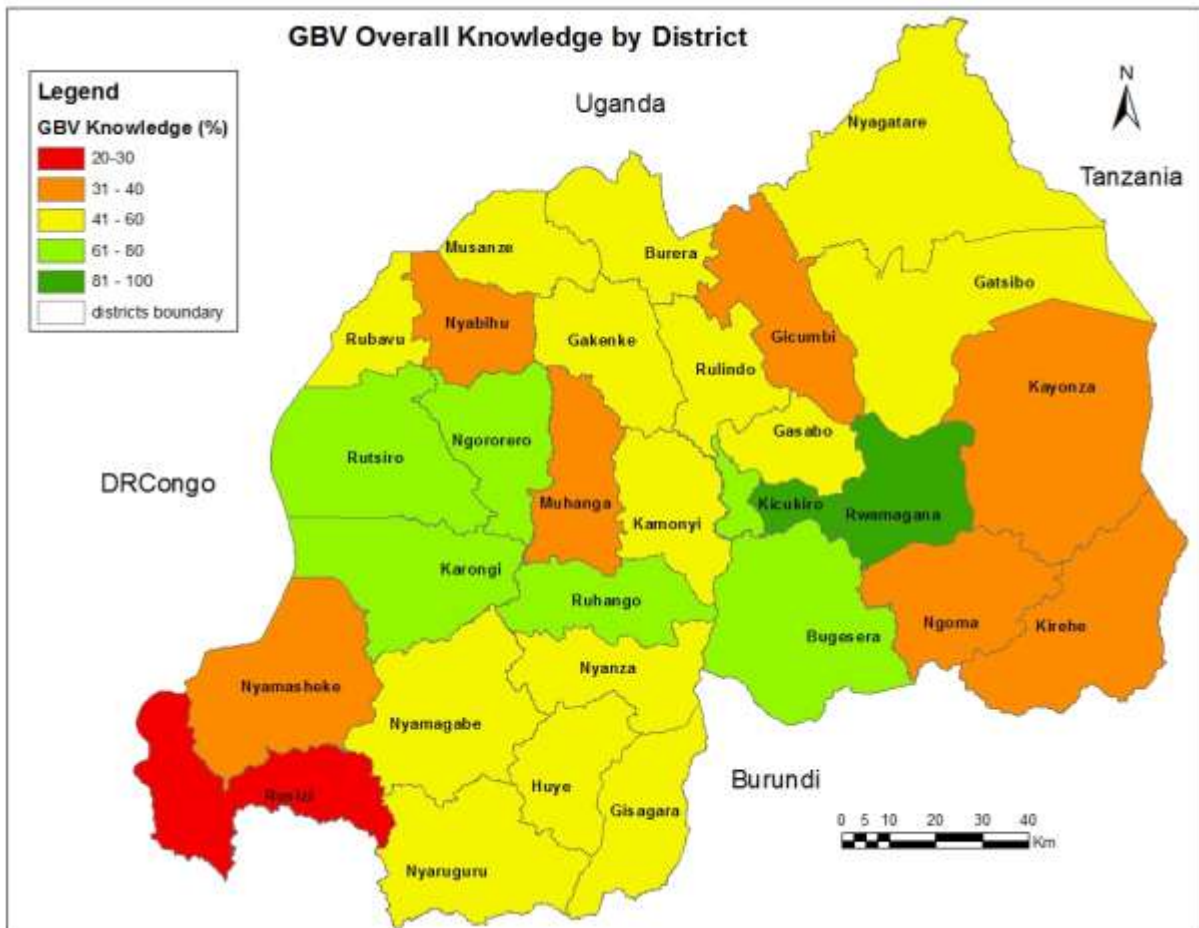 GBV Overall Knowledge by District
Legend
GBV Knowledge (%)
20-30
31 - 40
41 - 60
61 - 80
81 - 100
districts boundary
Uganda
N
Tanzania
Nyagatare
Musanze
Burera
Gatsibo
Rubavu
Nyabihu
Gakenke
Gicumbi
Rulindo
Kayonza
Ngororero
Gasabo
Rutsiro
DRCongo
Muhanga
Kamonyi
Kicukiro
Rwamagana
Karongi
Ruhango
Bugesera
Ngoma
Kirehe
Nyanza
Nyamasheke
Nyamagabe
Rusizi
Huye
Burundi
Gisagara
Nyaruguru
0 5 10 20 30 40
Km